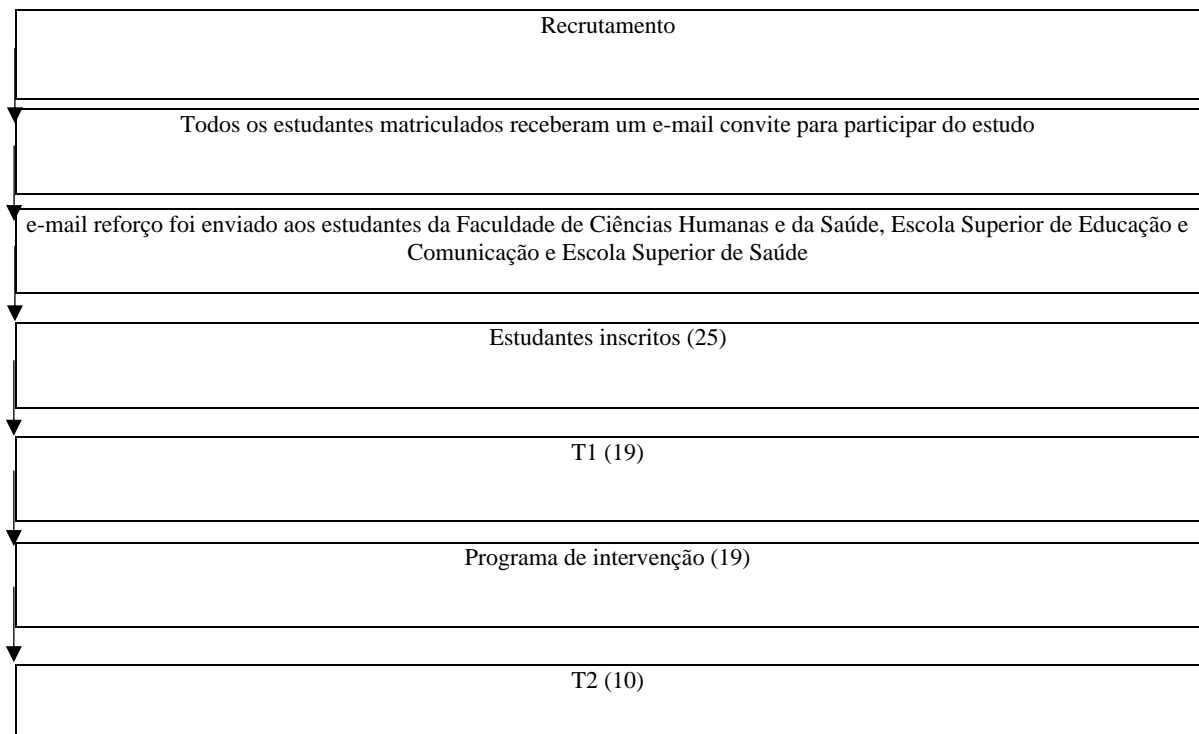 Recrutamento
Todos os estudantes matriculados receberam um e-mail convite para participar do estudo
e-mail reforço foi enviado aos estudantes da Faculdade de Ciências Humanas e da Saúde, Escola Superior de Educação e
Comunicação e Escola Superior de Saúde
Estudantes inscritos (25)
T1 (19)
Programa de intervenção (19)
T2 (10)